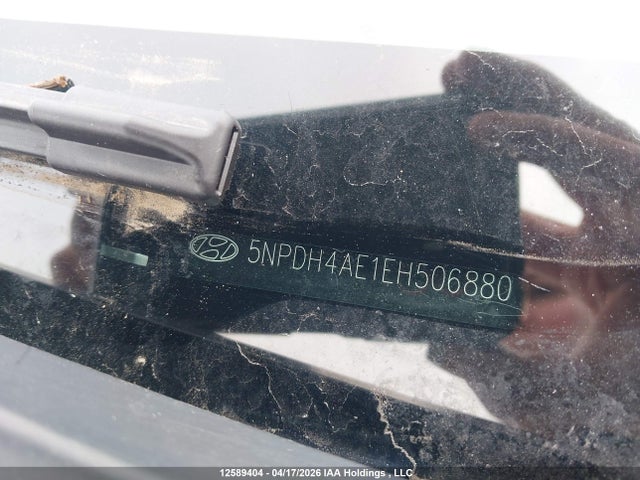 5NPDH4AE1EH506880
12589404 - 04/17/2026 IAA Holdings , LLC